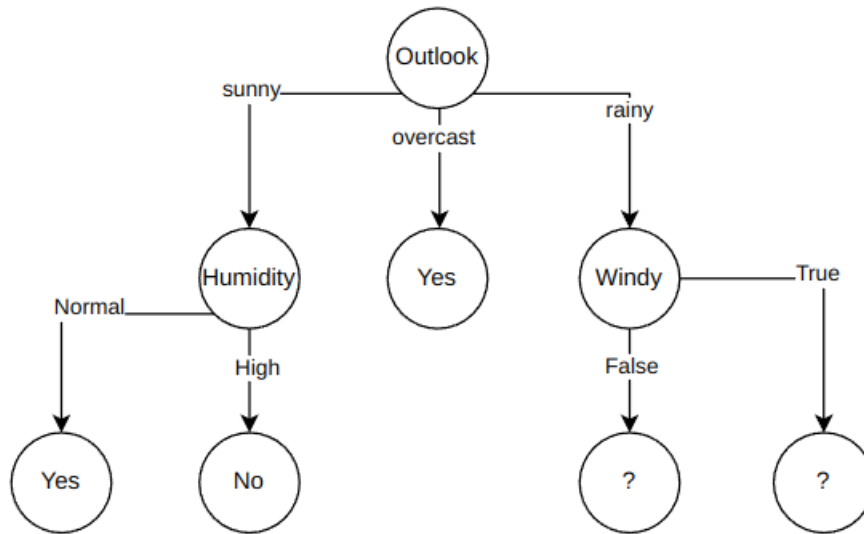 Outlook
sunny
overcast
rainy
Humidity
Yes
Windy
True
Normal
High
False
Yes
No
?
?